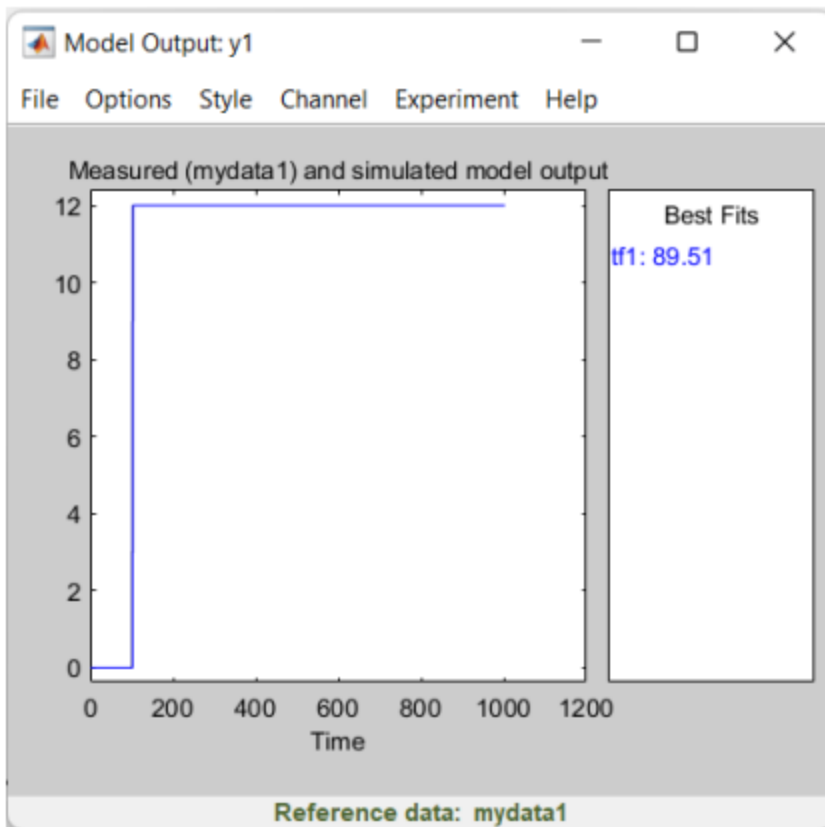 Model Output: y1
File Options Style Channel Experiment Help
Measured (mydata1) and simulated model output
12
10
8
6
4
2
0
0 200 400 600 800 1000 1200
Time
Best Fits
tf1: 89.51
Reference data: mydata1